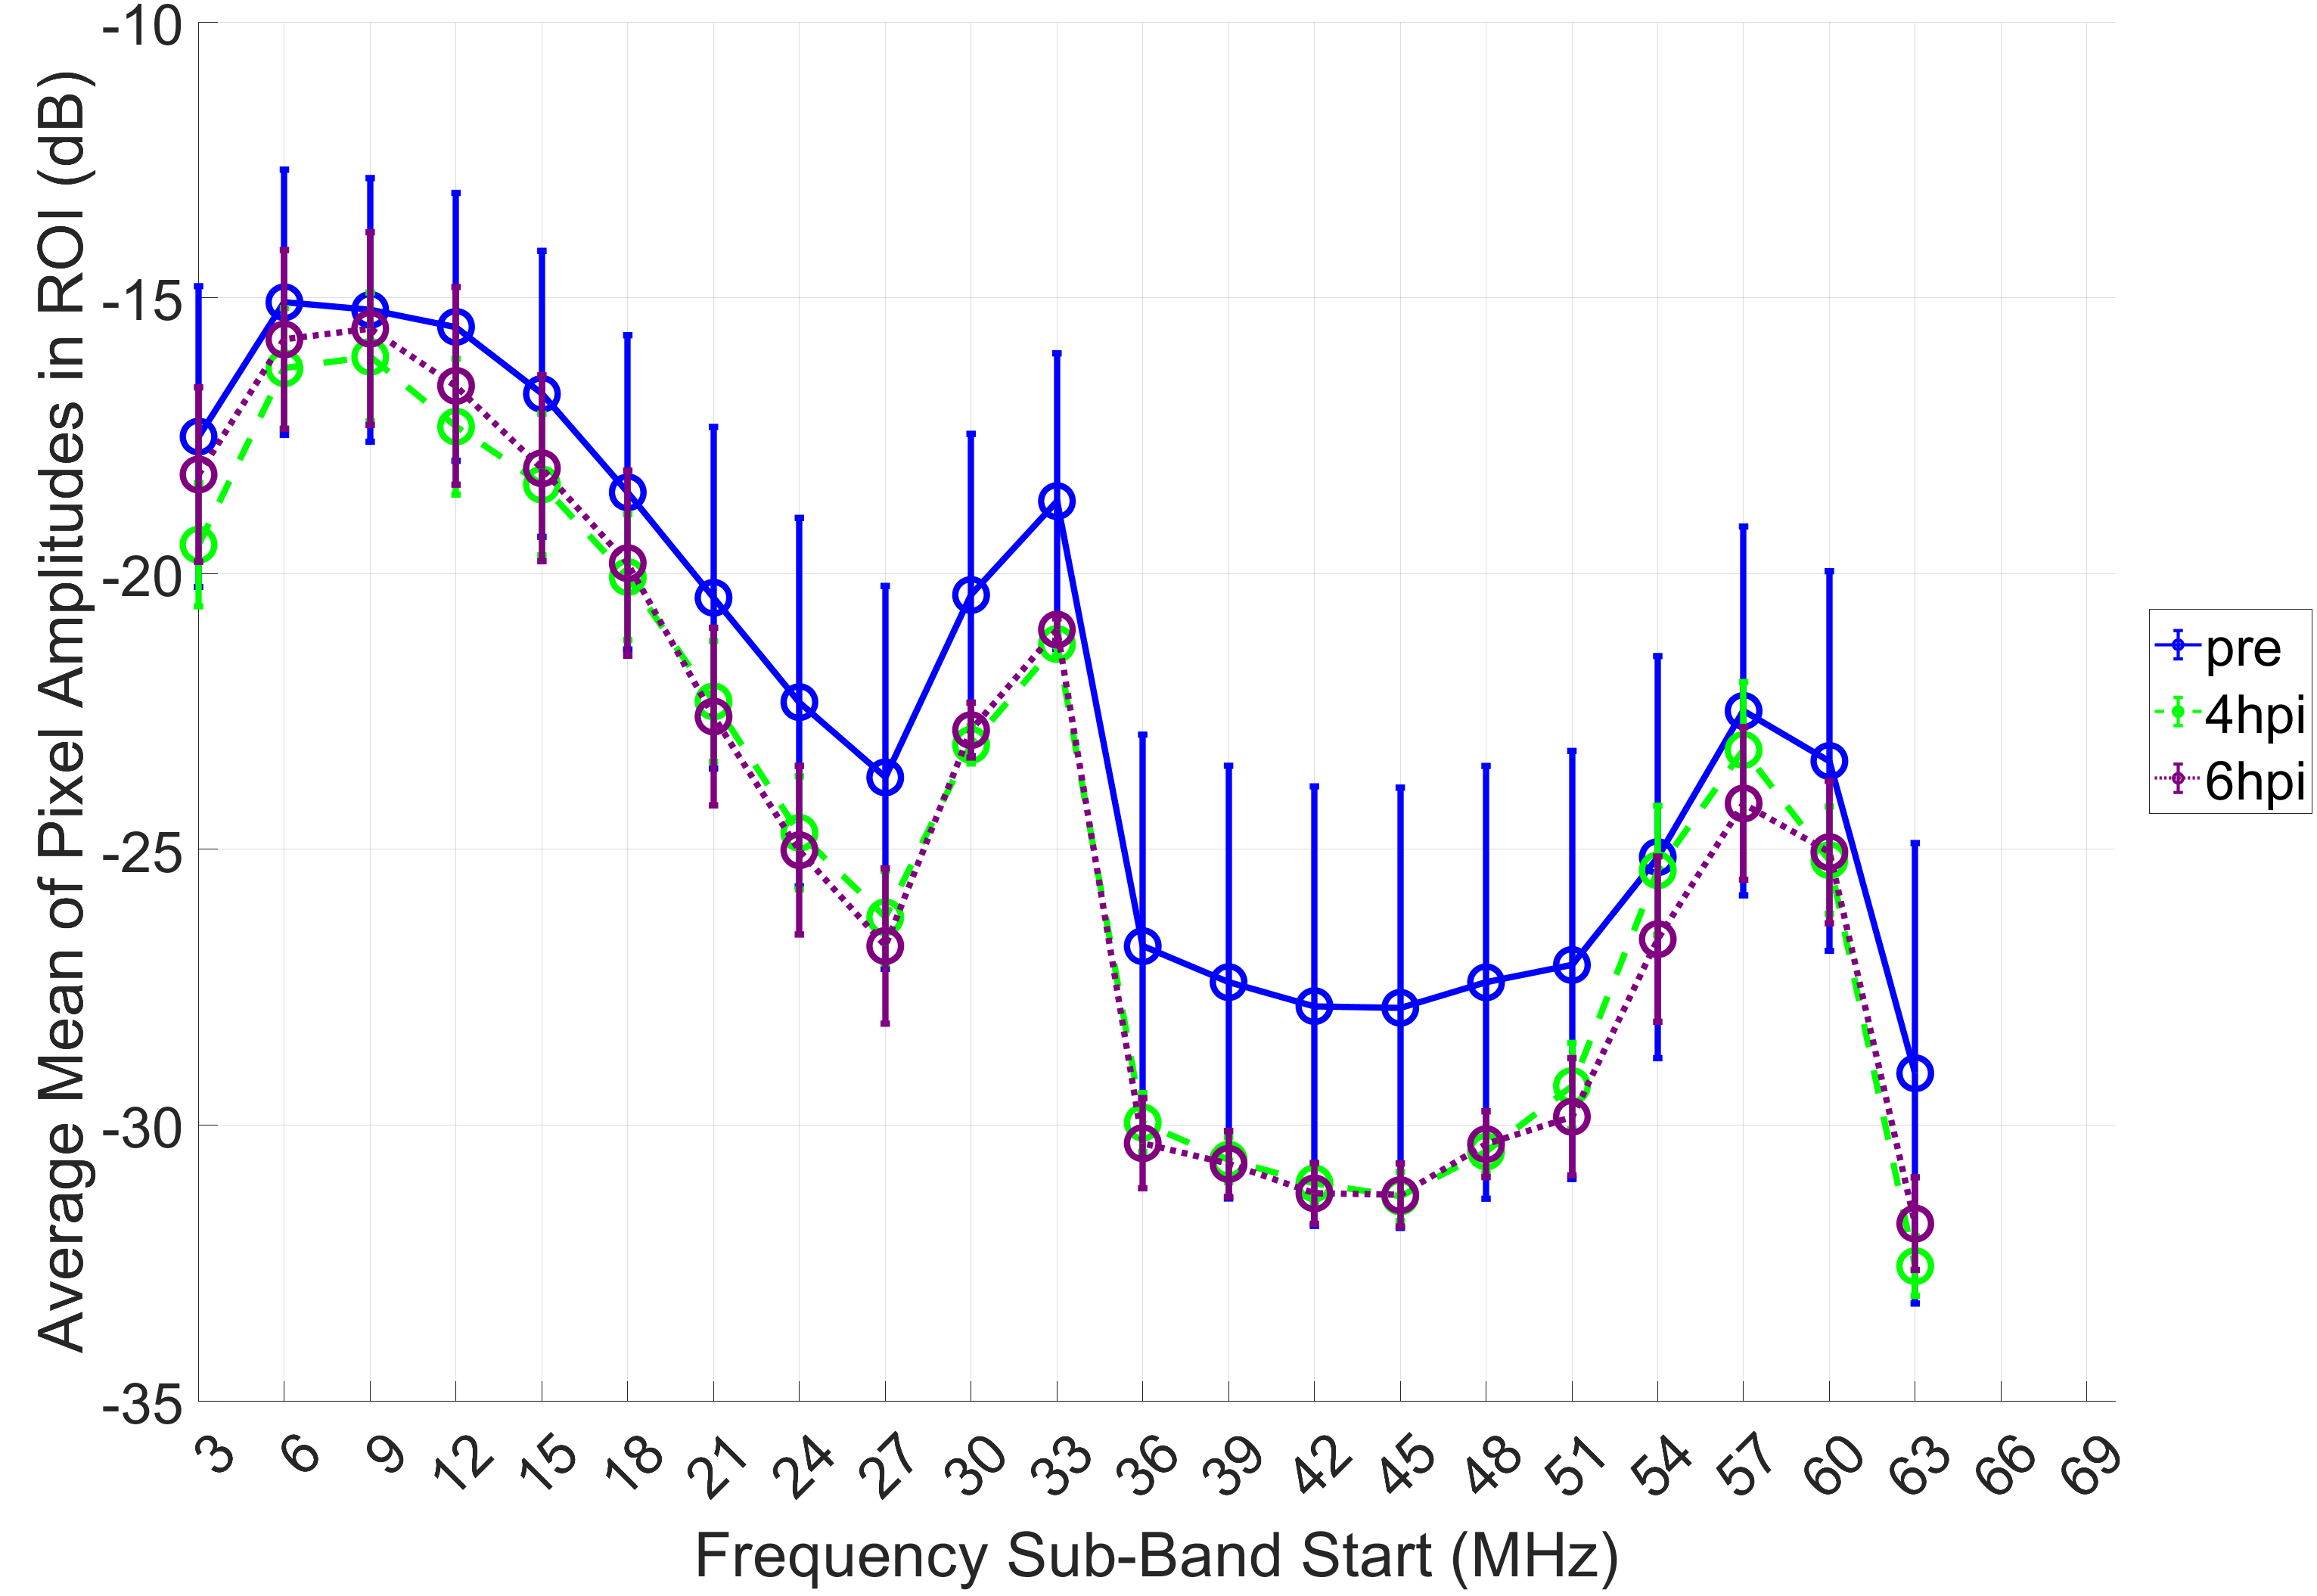 Average Mean of Pixel Amplitudes in ROI (dB)
-10
-15
-20
-25
-30
-35
3 6 9 12 15 18 21 24 27 30 33 36 39 42 45 48 51 54 57 60 63 66 69
Frequency Sub-Band Start (MHz)
pre
4hpi
6hpi